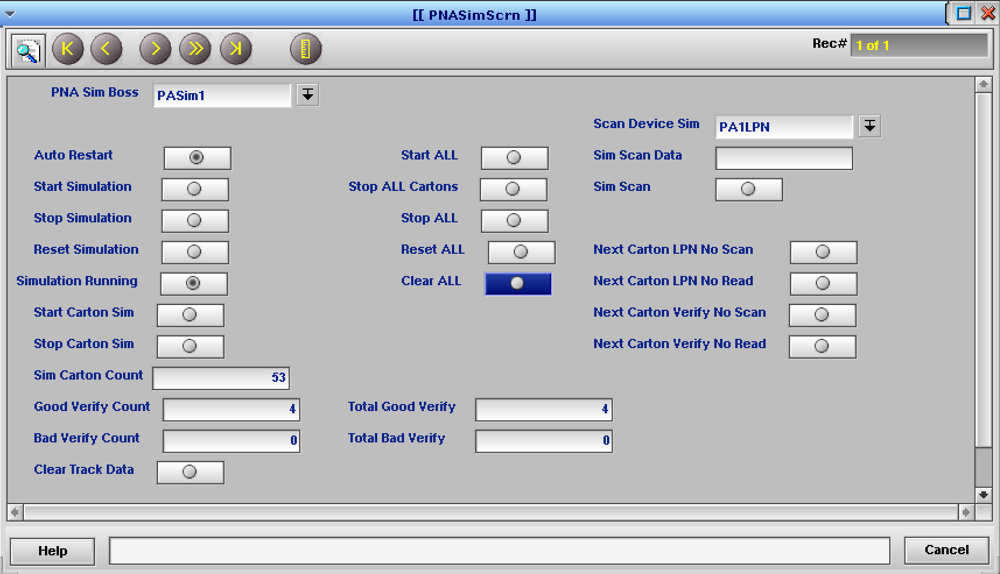 [[ PNASimScrn ]]
Rec# 1 of 1
PNA Sim Boss PASim1
Scan Device Sim PA1LPN
Auto Restart Start ALL Sim Scan Data
Start Simulation Stop ALL Cartons Sim Scan
Stop Simulation Stop ALL
Reset Simulation Reset ALL Next Carton LPN No Scan
Simulation Running Clear ALL Next Carton LPN No Read
Start Carton Sim Next Carton Verify No Scan
Stop Carton Sim Next Carton Verify No Read
Sim Carton Count 53
Good Verify Count 4 Total Good Verify 4
Bad Verify Count 0 Total Bad Verify 0
Clear Track Data
Help Cancel